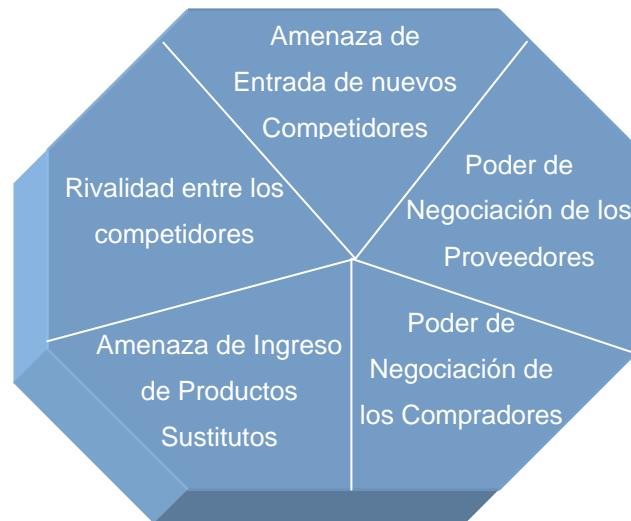 Amenaza de
Entrada de nuevos
Competidores
Poder de
Negociación de los
Proveedores
Poder de
Negociación de
los Compradores
Amenaza de Ingreso
de Productos
Sustitutos
Rivalidad entre los
competidores